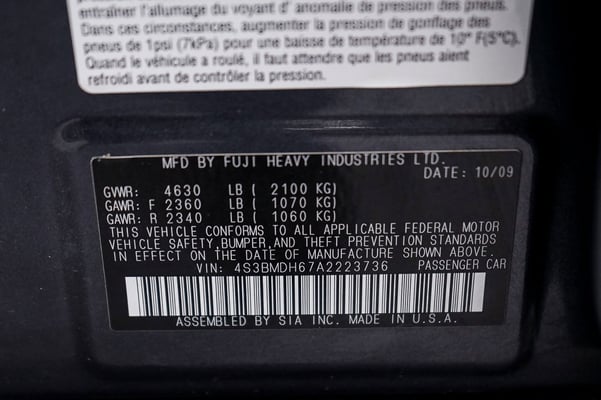 entraîner l'allumage du voyant d' anomalie de pression des pneus.
Dans ces circonstances, augmenter la pression de gonflage des
pneus de 1psi (7kPa) pour une baisse de température de 10° F(5°C).
Quand le véhicule a roulé, il faut attendre que les pneus aient
refroidi avant de contrôler la pression.
MFD BY FUJI HEAVY INDUSTRIES LTD.
DATE: 10/09
GVWR: 4630 LB ( 2100 KG)
GAWR: F 2360 LB ( 1070 KG)
GAWR: R 2340 LB ( 1060 KG)
THIS VEHICLE CONFORMS TO ALL APPLICABLE FEDERAL MOTOR
VEHICLE SAFETY, BUMPER, AND THEFT PREVENTION STANDARDS
IN EFFECT ON THE DATE OF MANUFACTURE SHOWN ABOVE.
VIN: 4S3BMDH67A2223736 PASSENGER CAR
ASSEMBLED BY SIA INC. MADE IN U.S.A.